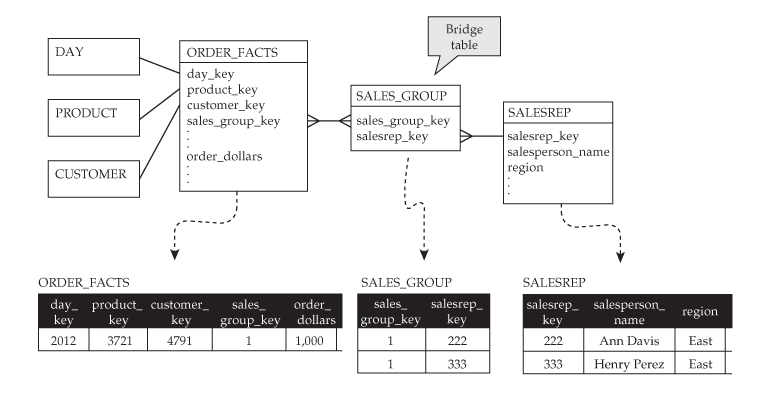 Bridge
table
DAY
PRODUCT
CUSTOMER
ORDER_FACTS
day_key
product_key
customer_key
sales_group_key
:
order_dollars
:
SALES_GROUP
sales_group_key
salesrep_key
SALESREP
salesrep_key
salesperson_name
region
:
ORDER_FACTS
day_ product_ customer_ sales_ order_
key key key group_key dollars
2012 3721 4791 1 1,000
SALES_GROUP
sales_ salesrep_
group_key key
1 222
1 333
SALESREP
salesrep_ salesperson_ region
key name
222 Ann Davis East
333 Henry Perez East